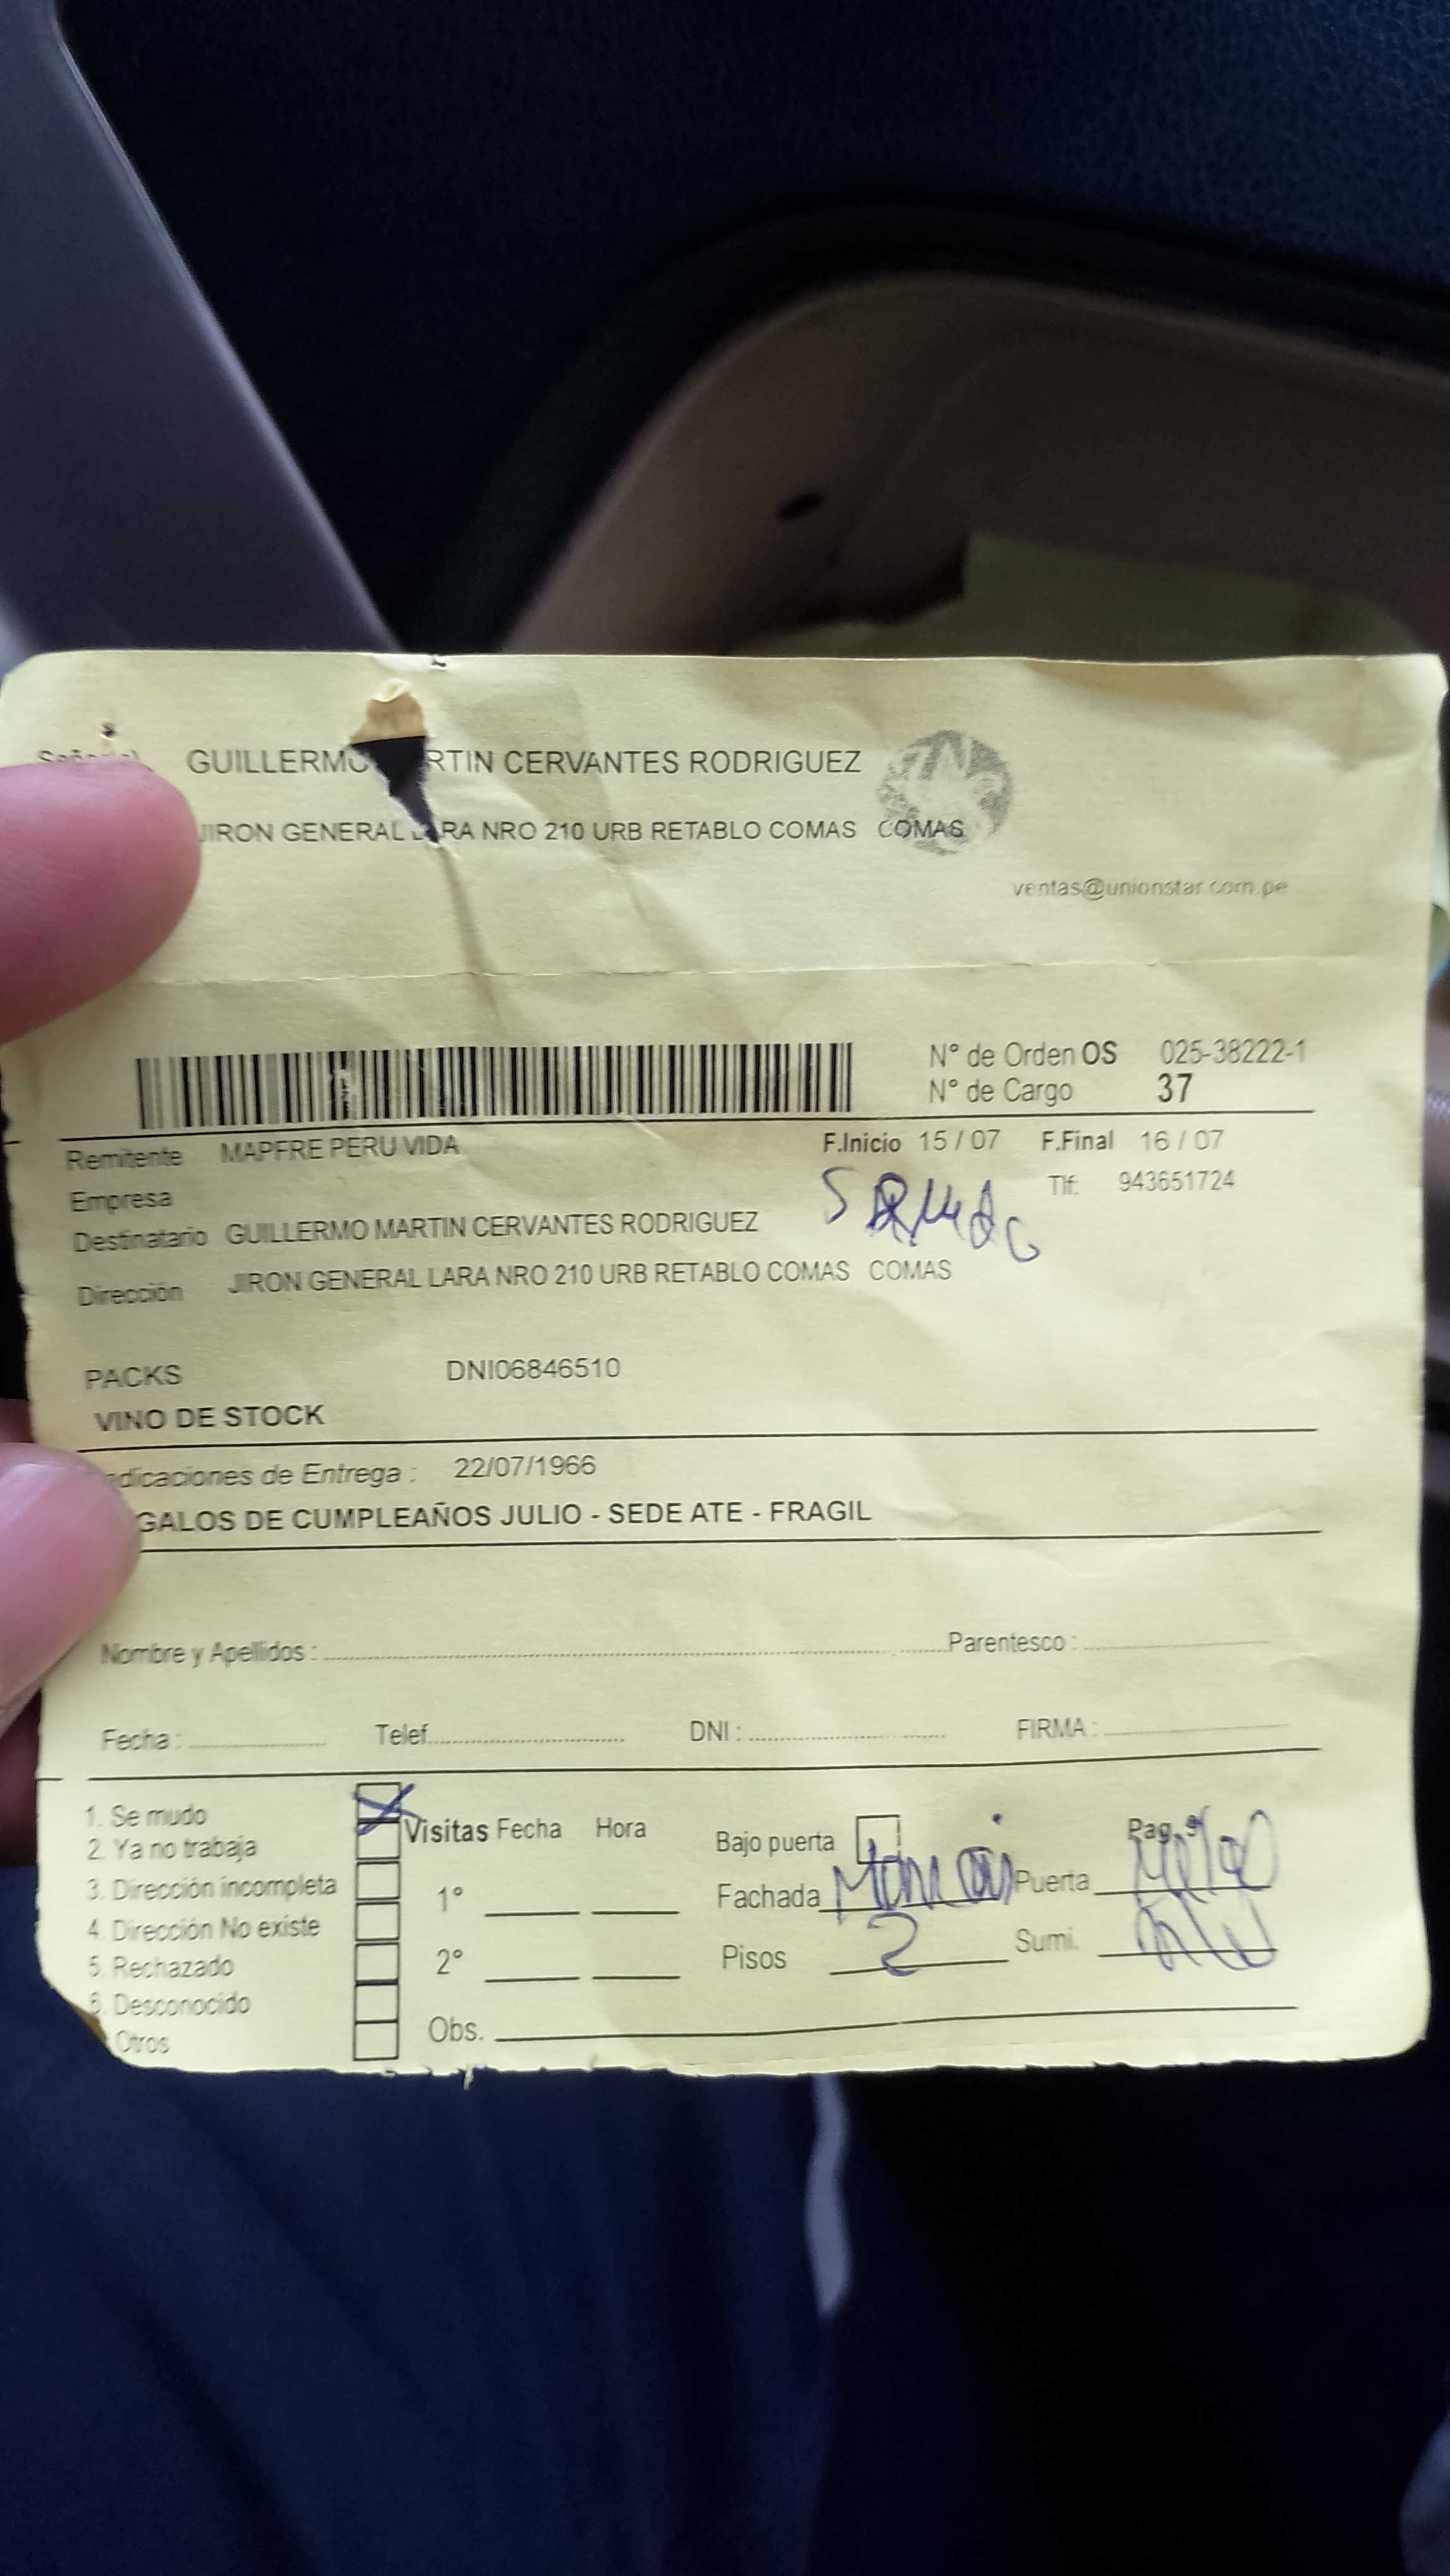 Señor(a).
GUILLERMO RTIN CERVANTES RODRIGUEZ
JIRON GENERAL LARA NRO 210 URB RETABLO COMAS COMAS
ventas@unionstar.com.pe
N° de Orden OS 025-38222-1
N° de Cargo 37
Remitente MAPFRE PERU VIDA F.Inicio 15 / 07 F.Final 16 / 07
Empresa Tlf: 943651724
Destinatario GUILLERMO MARTIN CERVANTES RODRIGUEZ
Dirección JIRON GENERAL LARA NRO 210 URB RETABLO COMAS COMAS
PACKS DNI06846510
VINO DE STOCK
dicaciones de Entrega : 22/07/1966
GALOS DE CUMPLEAÑOS JULIO - SEDE ATE - FRAGIL
Nombre y Apellidos : Parentesco :
Fecha : Telef. DNI : FIRMA :
1. Se mudo
2. Ya no trabaja
3. Dirección incompleta
4. Dirección No existe
5. Rechazado
6. Desconocido
Otros
Visitas Fecha Hora
1°
2°
Obs.
Bajo puerta Pag.
Fachada Puerta
Pisos 2 Sumi.